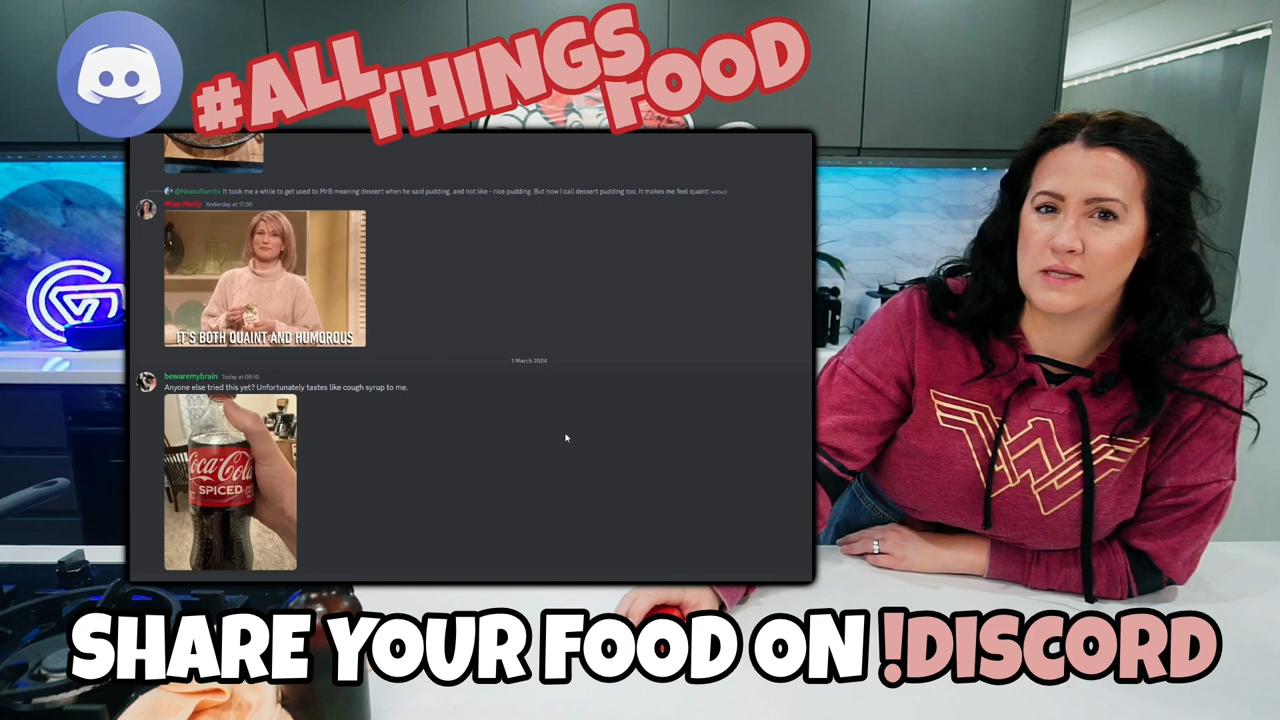 #ALL THINGS FOOD
@NeatoBurrito It took me a while to get used to MrB meaning dessert when he said pudding, and not like - rice pudding. But now I call dessert pudding too. It makes me feel quaint (edited)
Miss Molly Yesterday at 17:30
IT'S BOTH QUAINT AND HUMOROUS
1 March 2024
bewaremybrain Today at 08:10
Anyone else tried this yet? Unfortunately tastes like cough syrup to me.
Coca-Cola
SPICED
SHARE YOUR FOOD ON !DISCORD